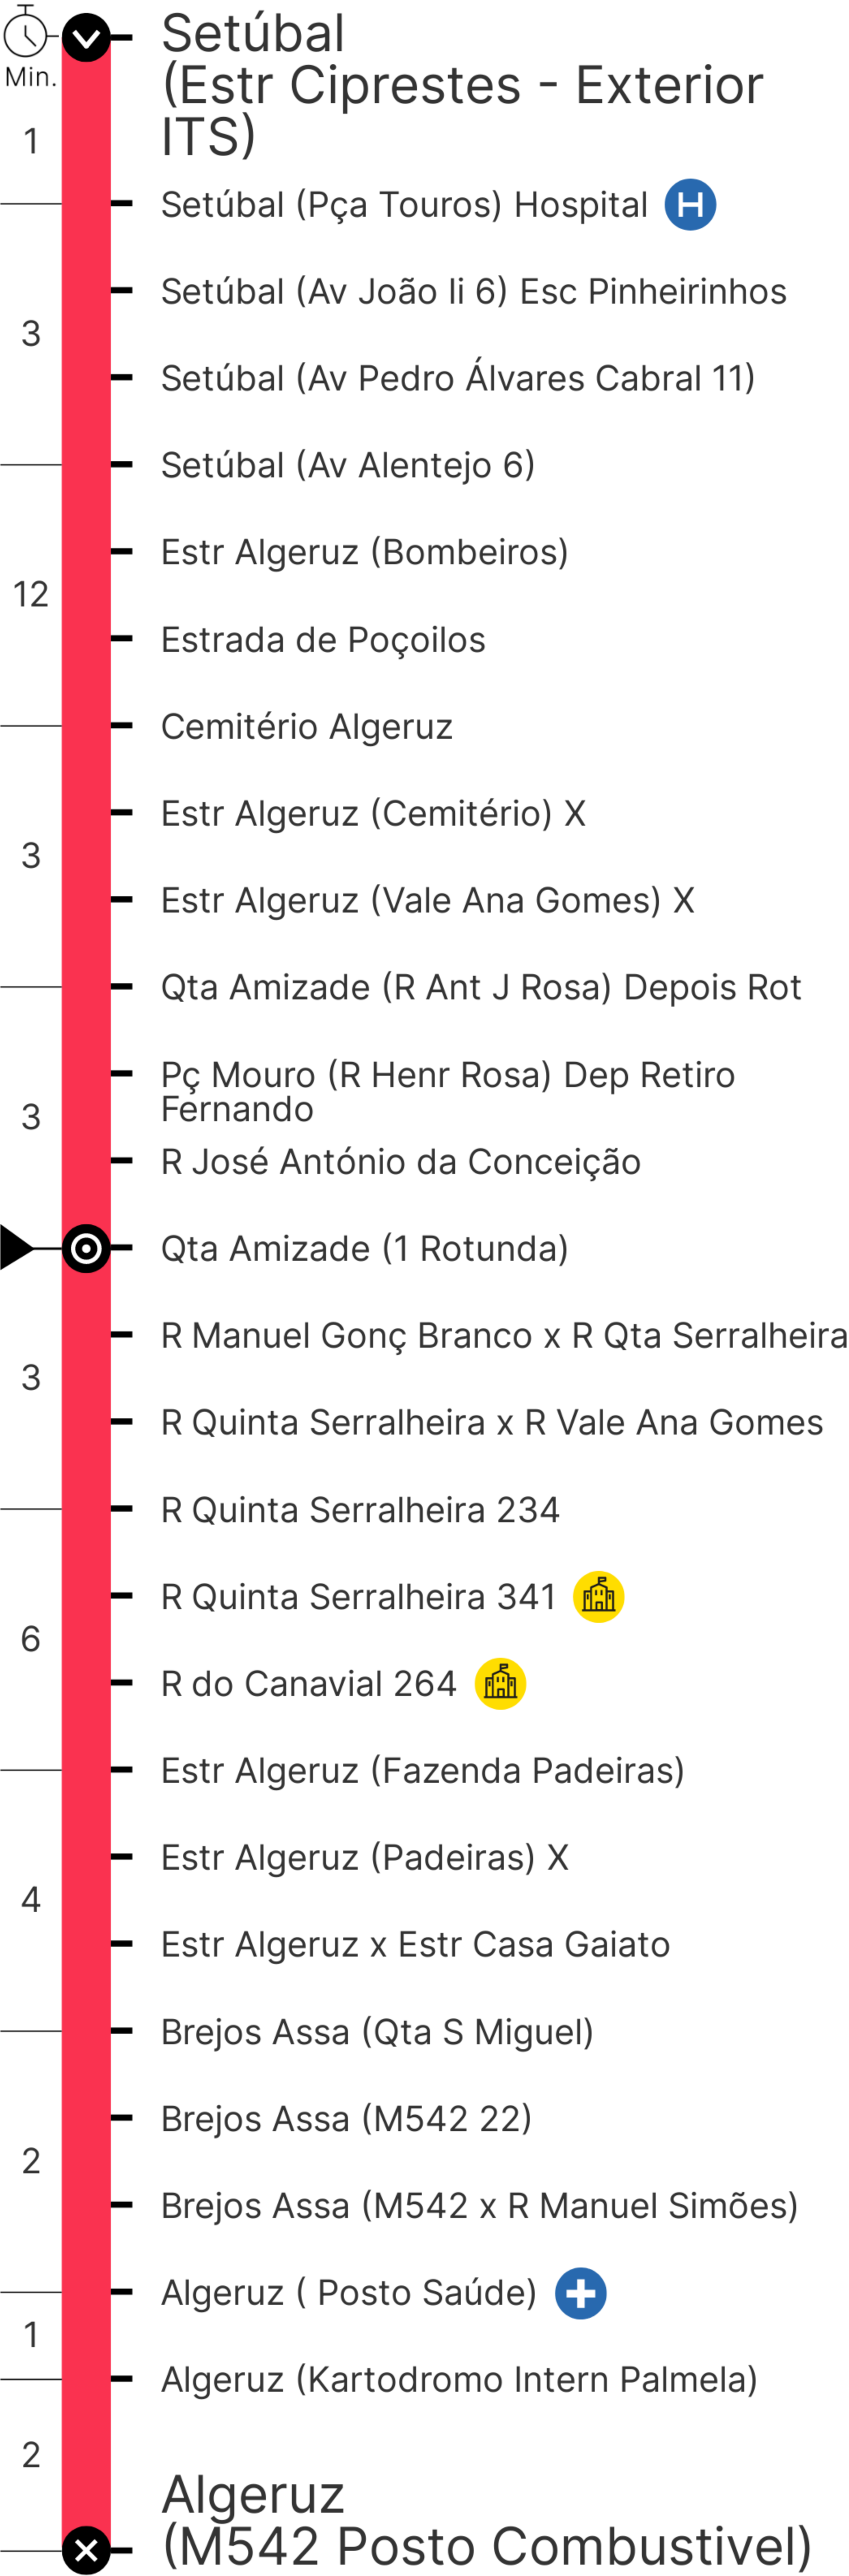 Min.
Setúbal
(Estr Ciprestes - Exterior
ITS)
1
Setúbal (Pça Touros) Hospital H
Setúbal (Av João Ii 6) Esc Pinheirinhos
3
Setúbal (Av Pedro Álvares Cabral 11)
Setúbal (Av Alentejo 6)
Estr Algeruz (Bombeiros)
12
Estrada de Poçoilos
Cemitério Algeruz
Estr Algeruz (Cemitério) X
3
Estr Algeruz (Vale Ana Gomes) X
Qta Amizade (R Ant J Rosa) Depois Rot
Pç Mouro (R Henr Rosa) Dep Retiro
Fernando
3
R José António da Conceição
Qta Amizade (1 Rotunda)
R Manuel Gonç Branco x R Qta Serralheira
3
R Quinta Serralheira x R Vale Ana Gomes
R Quinta Serralheira 234
R Quinta Serralheira 341
6
R do Canavial 264
Estr Algeruz (Fazenda Padeiras)
Estr Algeruz (Padeiras) X
4
Estr Algeruz x Estr Casa Gaiato
Brejos Assa (Qta S Miguel)
Brejos Assa (M542 22)
2
Brejos Assa (M542 x R Manuel Simões)
Algeruz ( Posto Saúde)
1
Algeruz (Kartodromo Intern Palmela)
2
Algeruz
(M542 Posto Combustivel)